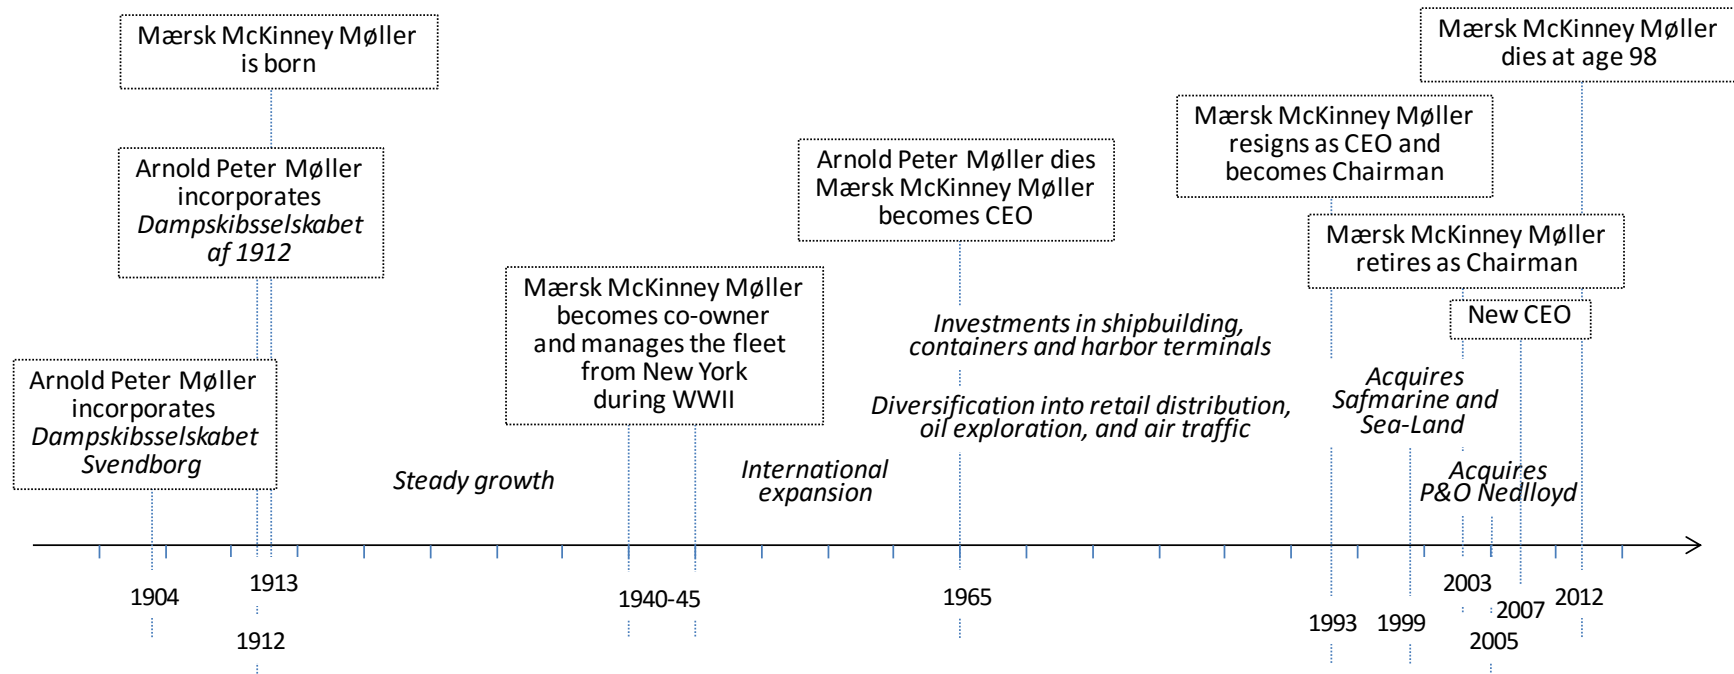 Mærsk McKinney Møller
is born
Mærsk McKinney Møller
dies at age 98
Mærsk McKinney Møller
resigns as CEO and
becomes Chairman
Arnold Peter Møller
incorporates
Dampskibsselskabet
af 1912
Arnold Peter Møller dies
Mærsk McKinney Møller
becomes CEO
Mærsk McKinney Møller
retires as Chairman
Mærsk McKinney Møller
becomes co-owner
and manages the fleet
from New York
during WWII
New CEO
Investments in shipbuilding,
containers and harbor terminals
Arnold Peter Møller
incorporates
Dampskibsselskabet
Svendborg
Acquires
Safmarine and
Sea-Land
Diversification into retail distribution,
oil exploration, and air traffic
Steady growth
International
expansion
Acquires
P&O Nedlloyd
1904
1912
1913
1940-45
1965
1993
1999
2003
2005
2007
2012